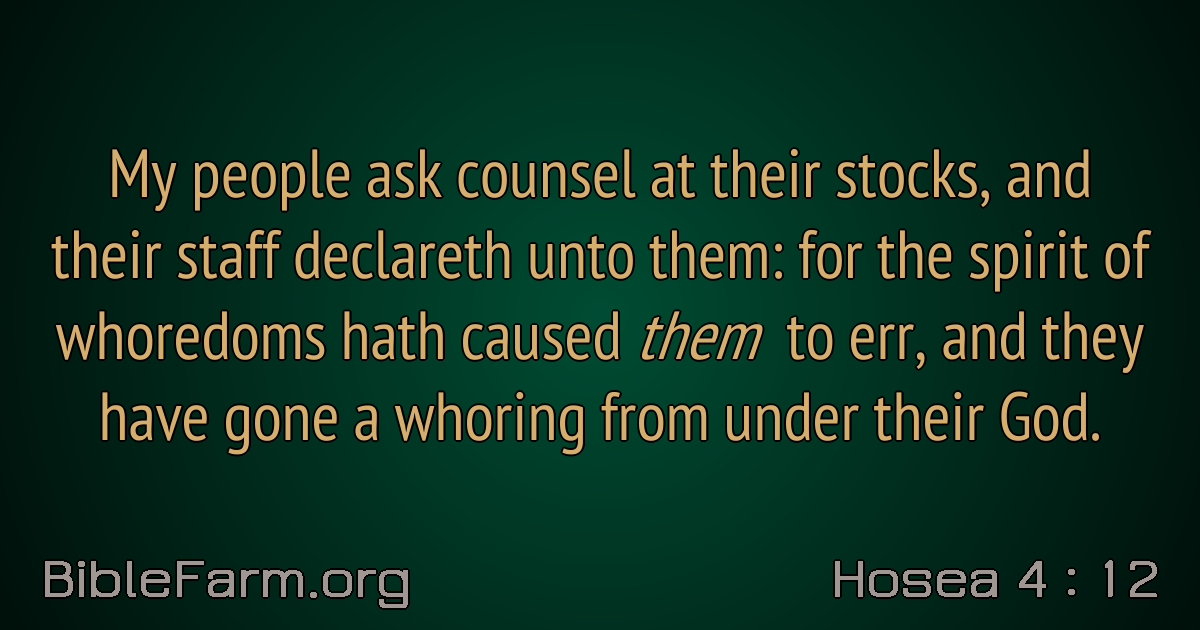 My people ask counsel at their stocks, and
their staff declareth unto them: for the spirit of
whoredoms hath caused them to err, and they
have gone a whoring from under their God.
BibleFarm.org
Hosea 4 : 12